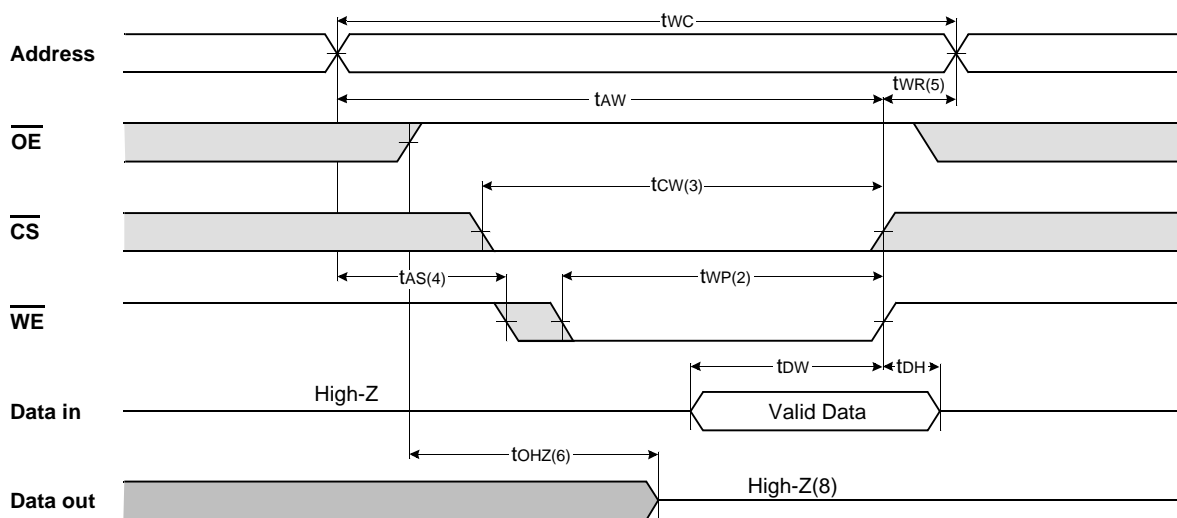 tWC
Address
tWR(5)
tAW
OE
tCW(3)
CS
tAS(4)
tWP(2)
WE
tDW
tDH
High-Z
Data in
Valid Data
tOHZ(6)
High-Z(8)
Data out